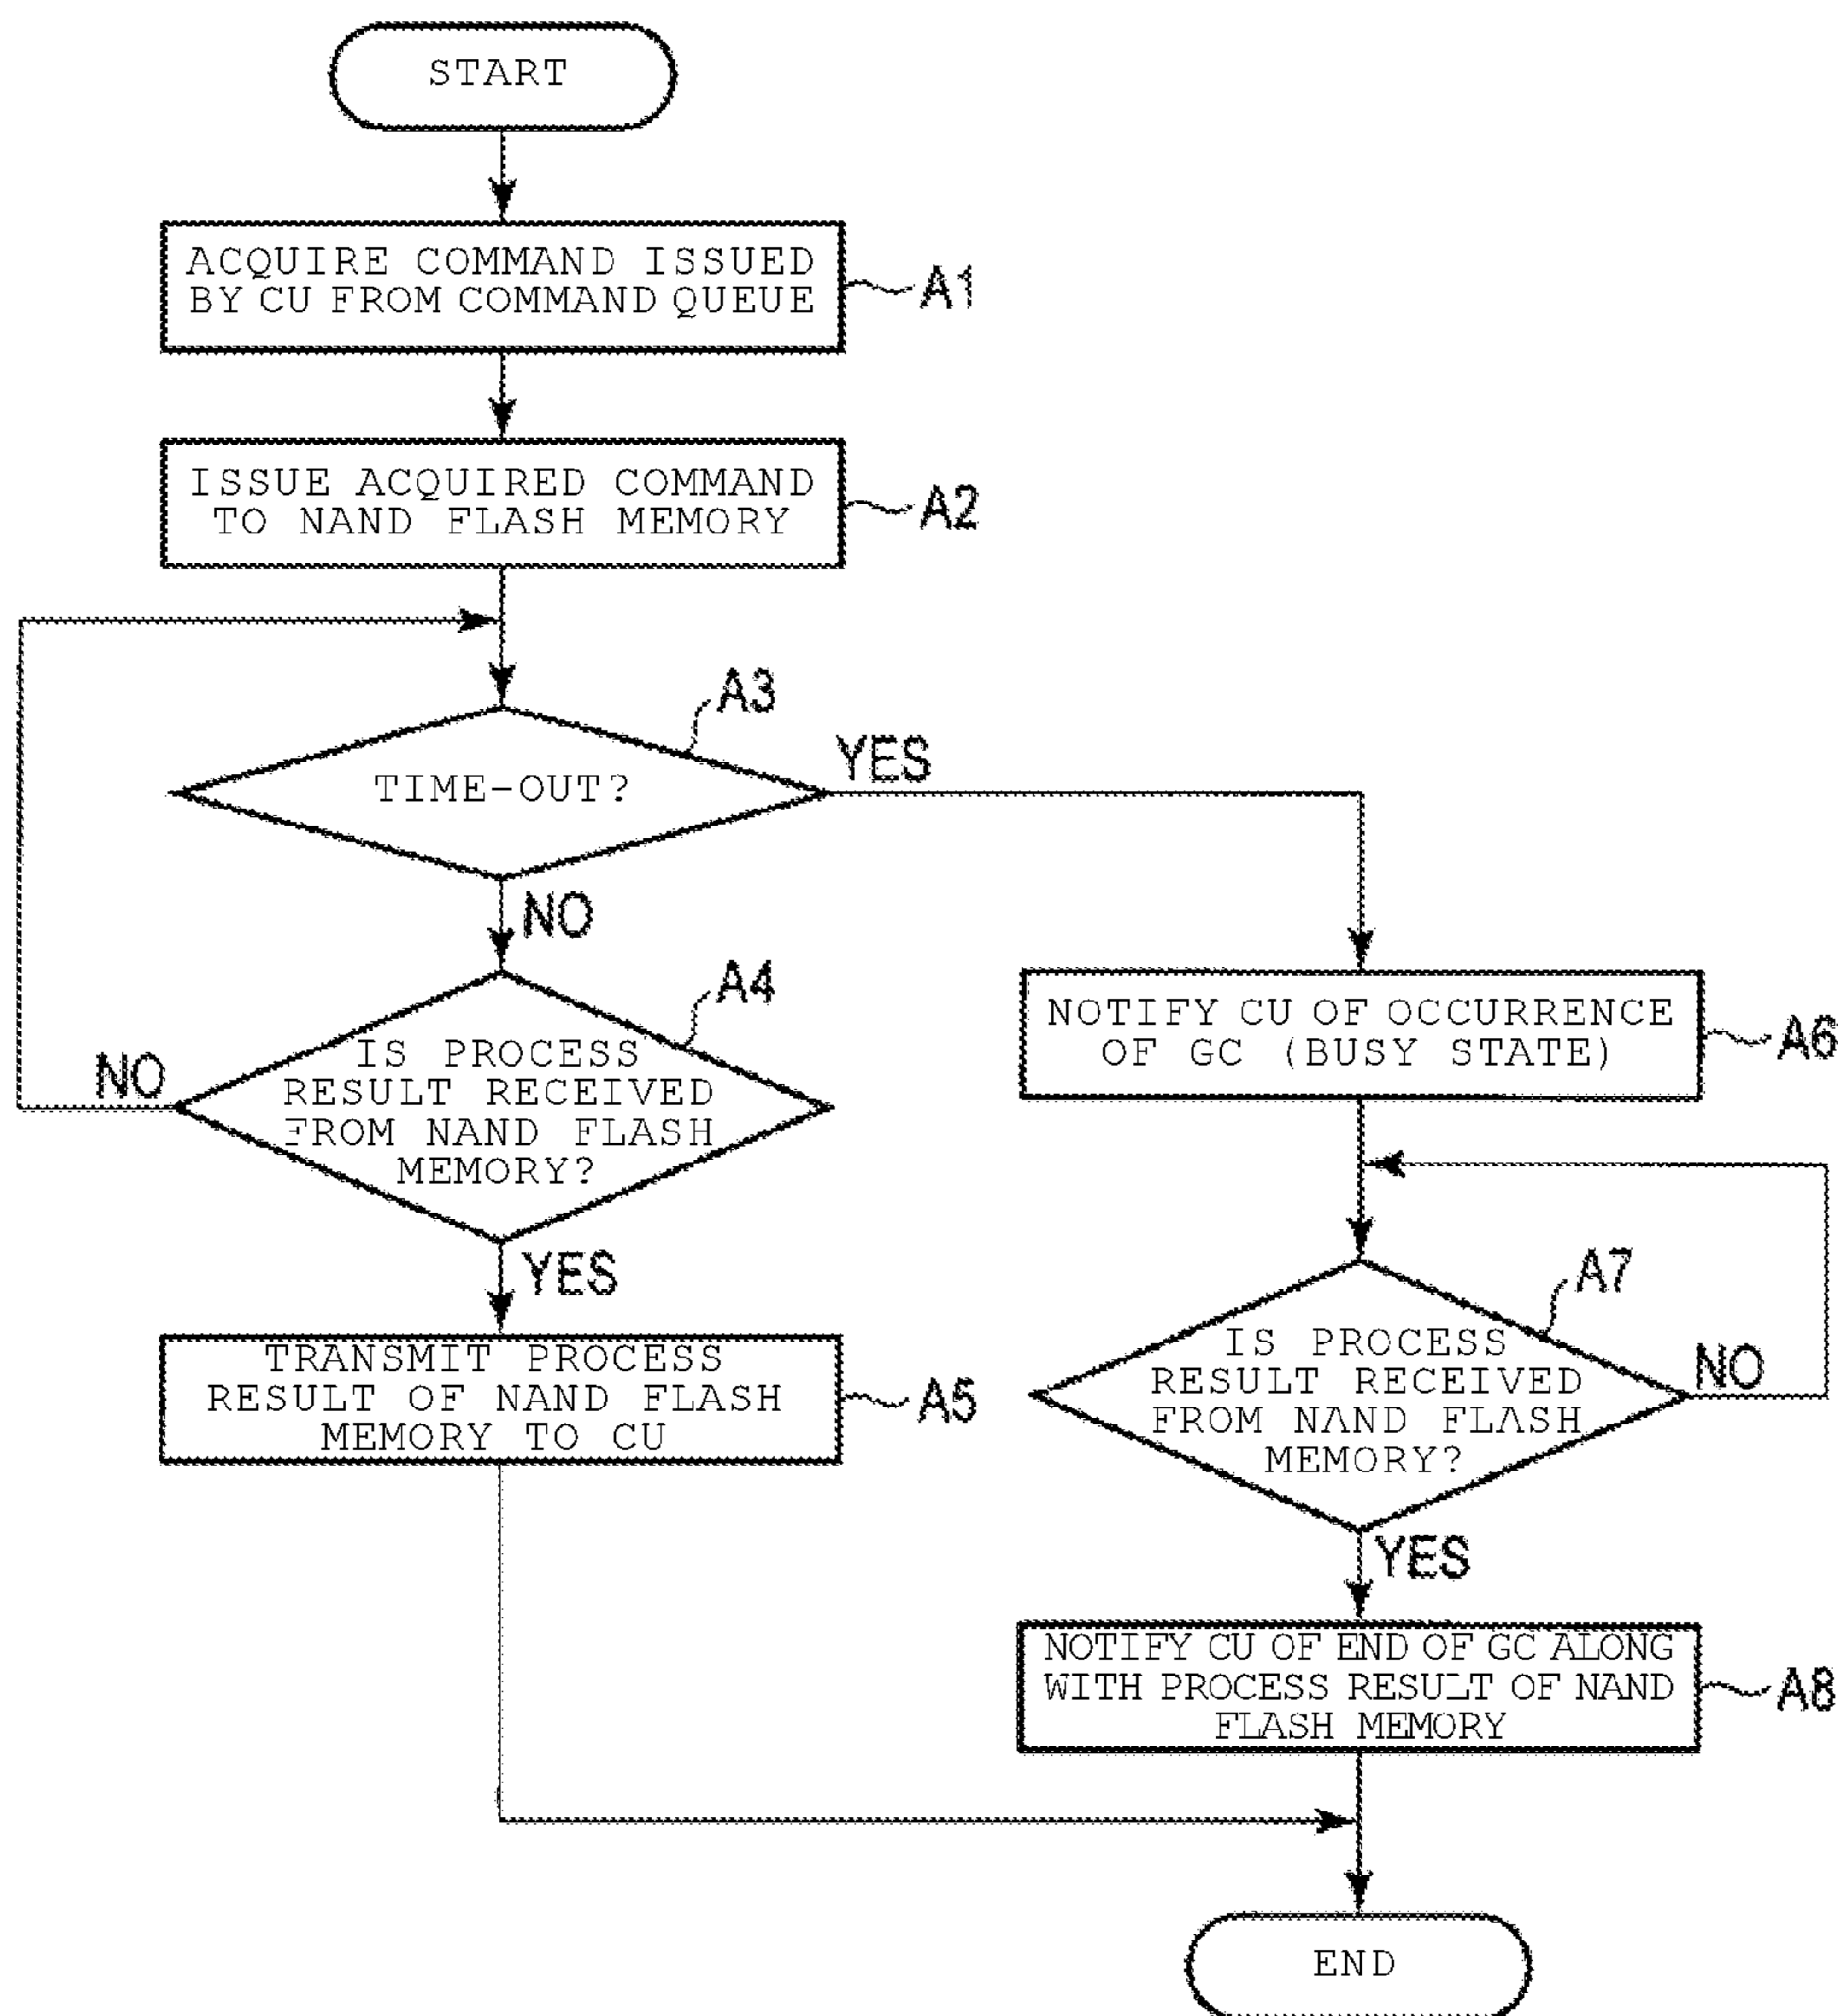 START
ACQUIRE COMMAND ISSUED
BY CU FROM COMMAND QUEUE
A1
ISSUE ACQUIRED COMMAND
TO NAND FLASH MEMORY
A2
A3
TIME-OUT?
YES
NO
A4
IS PROCESS
RESULT RECEIVED
FROM NAND FLASH
MEMORY?
NO
YES
TRANSMIT PROCESS
RESULT OF NAND FLASH
MEMORY TO CU
A5
NOTIFY CU OF OCCURRENCE
OF GC (BUSY STATE)
A6
A7
IS PROCESS
RESULT RECEIVED
FROM NAND FLASH
MEMORY?
NO
YES
NOTIFY CU OF END OF GC ALONG
WITH PROCESS RESULT OF NAND
FLASH MEMORY
A8
END